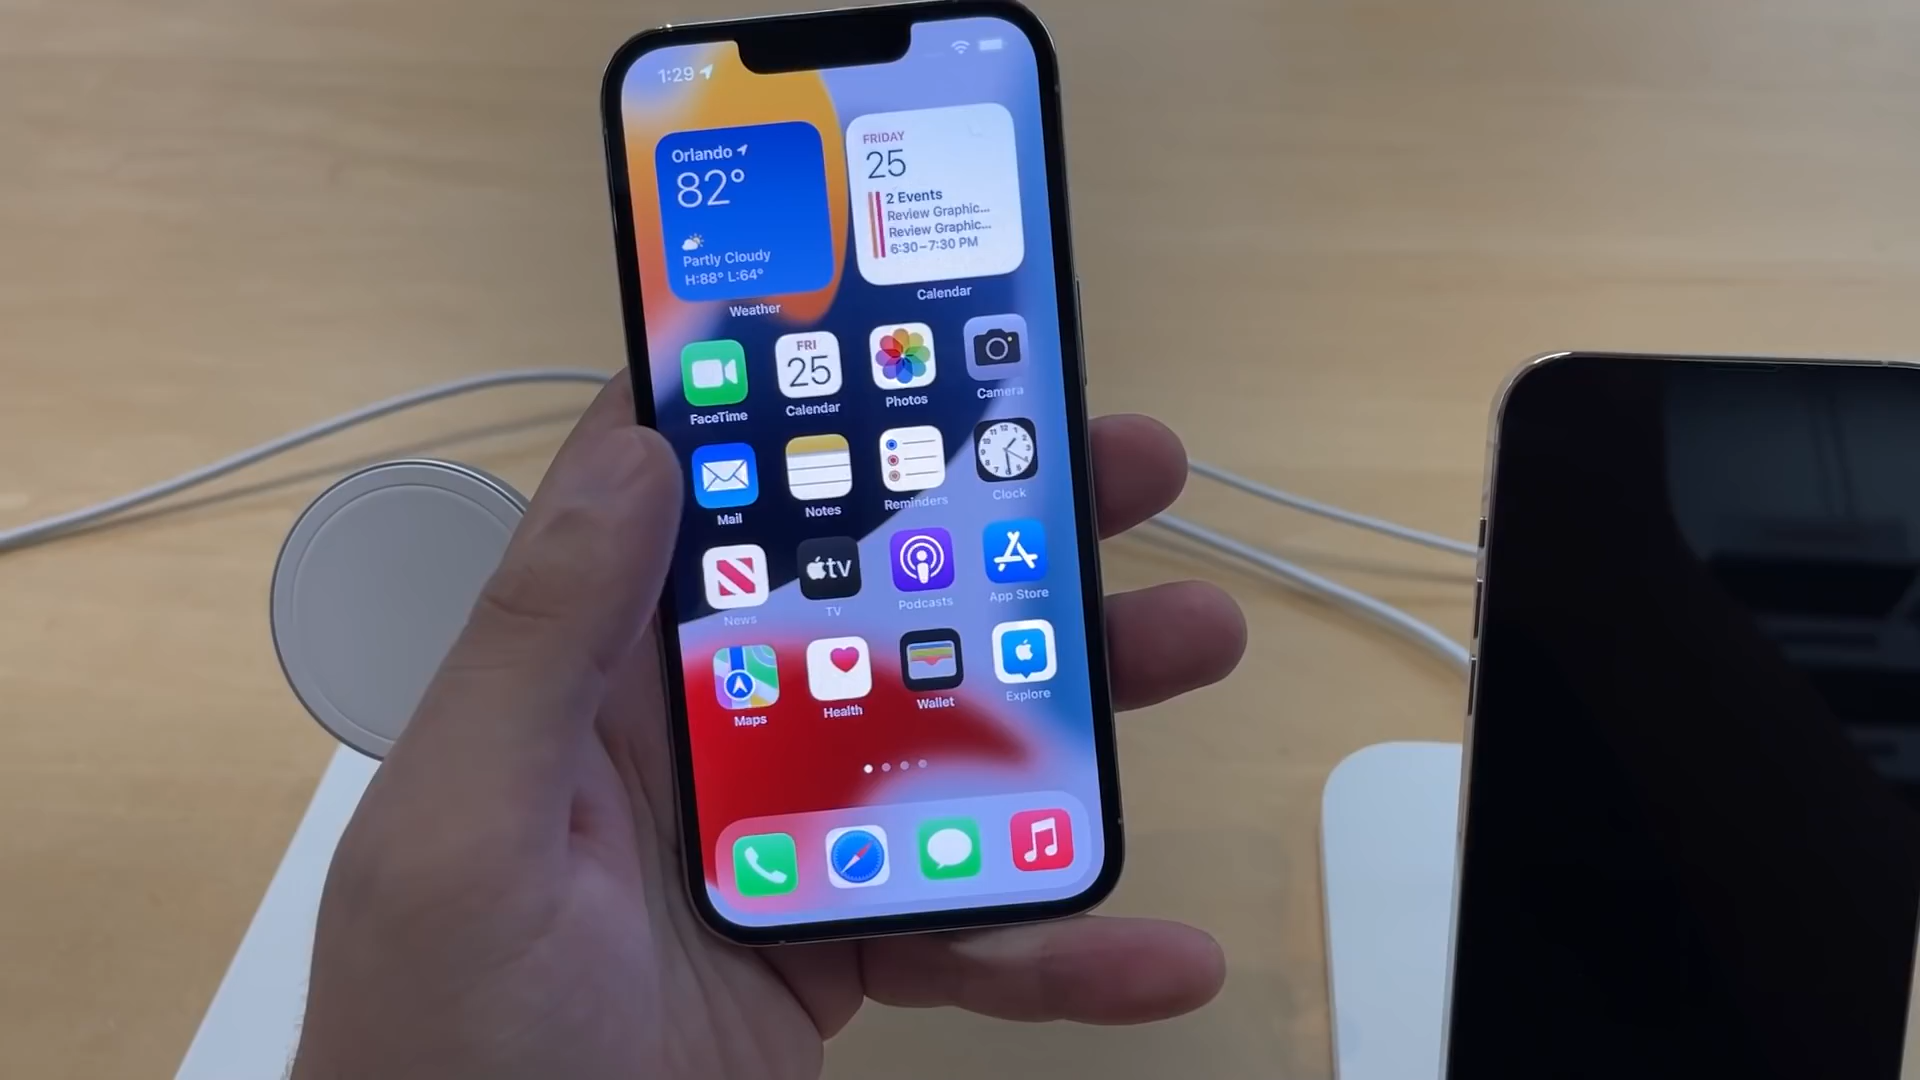 1:29
Orlando
82°
Partly Cloudy
H:88° L:64°
Weather
FRIDAY
25
2 Events
Review Graphic...
Review Graphic...
6:30–7:30 PM
Calendar
FaceTime
FRI
25
Calendar
Photos
Camera
Mail
Notes
Reminders
Clock
News
tv
TV
Podcasts
App Store
Maps
Health
Wallet
Explore